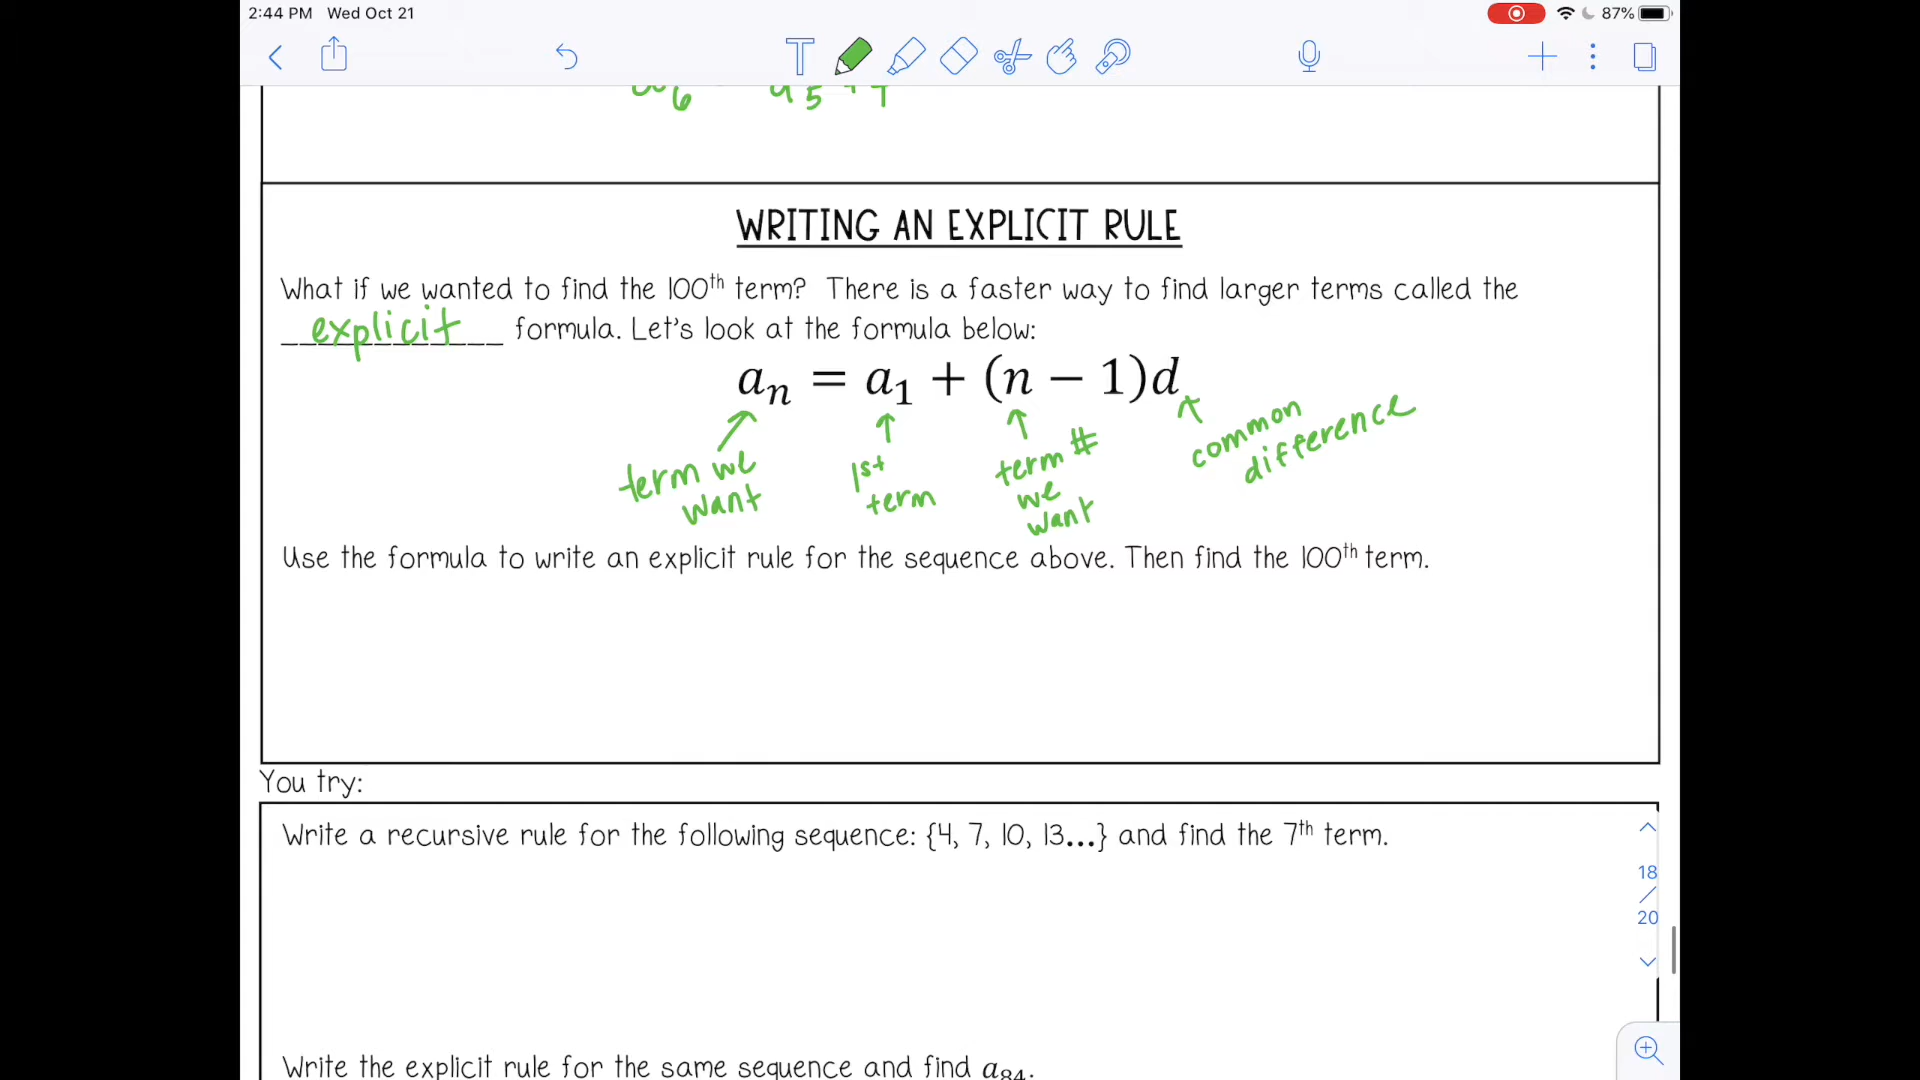 2:44 PM Wed Oct 21
87%
WRITING AN EXPLICIT RULE
What if we wanted to find the 100th term? There is a faster way to find larger terms called the
explicit formula. Let's look at the formula below:
aₙ = a₁ + (n − 1)d
term we want
1st term
term # we want
common difference
Use the formula to write an explicit rule for the sequence above. Then find the 100th term.
You try:
Write a recursive rule for the following sequence: {4, 7, 10, 13...} and find the 7th term.
18
/
20
Write the explicit rule for the same sequence and find a₈₄.